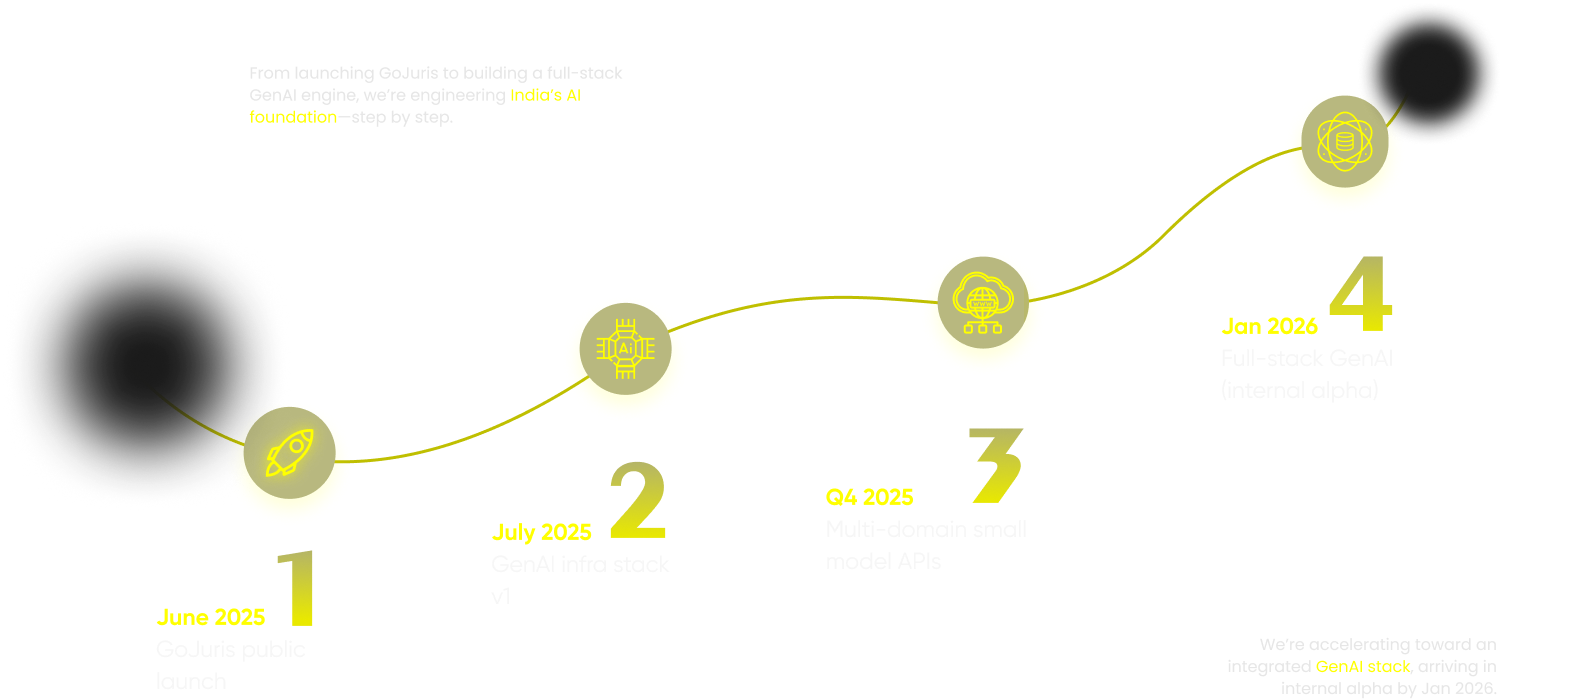 From launching GoJuris to building a full-stack
GenAI engine, we're engineering India's AI
foundation—step by step.
1
June 2025
GoJuris public
launch
2
July 2025
GenAI infra stack
v1
Ai
3
Q4 2025
Multi-domain small
model APIs
WWW
4
Jan 2026
Full-stack GenAI
(internal alpha)
We're accelerating toward an
integrated GenAI stack, arriving in
internal alpha by Jan 2026.